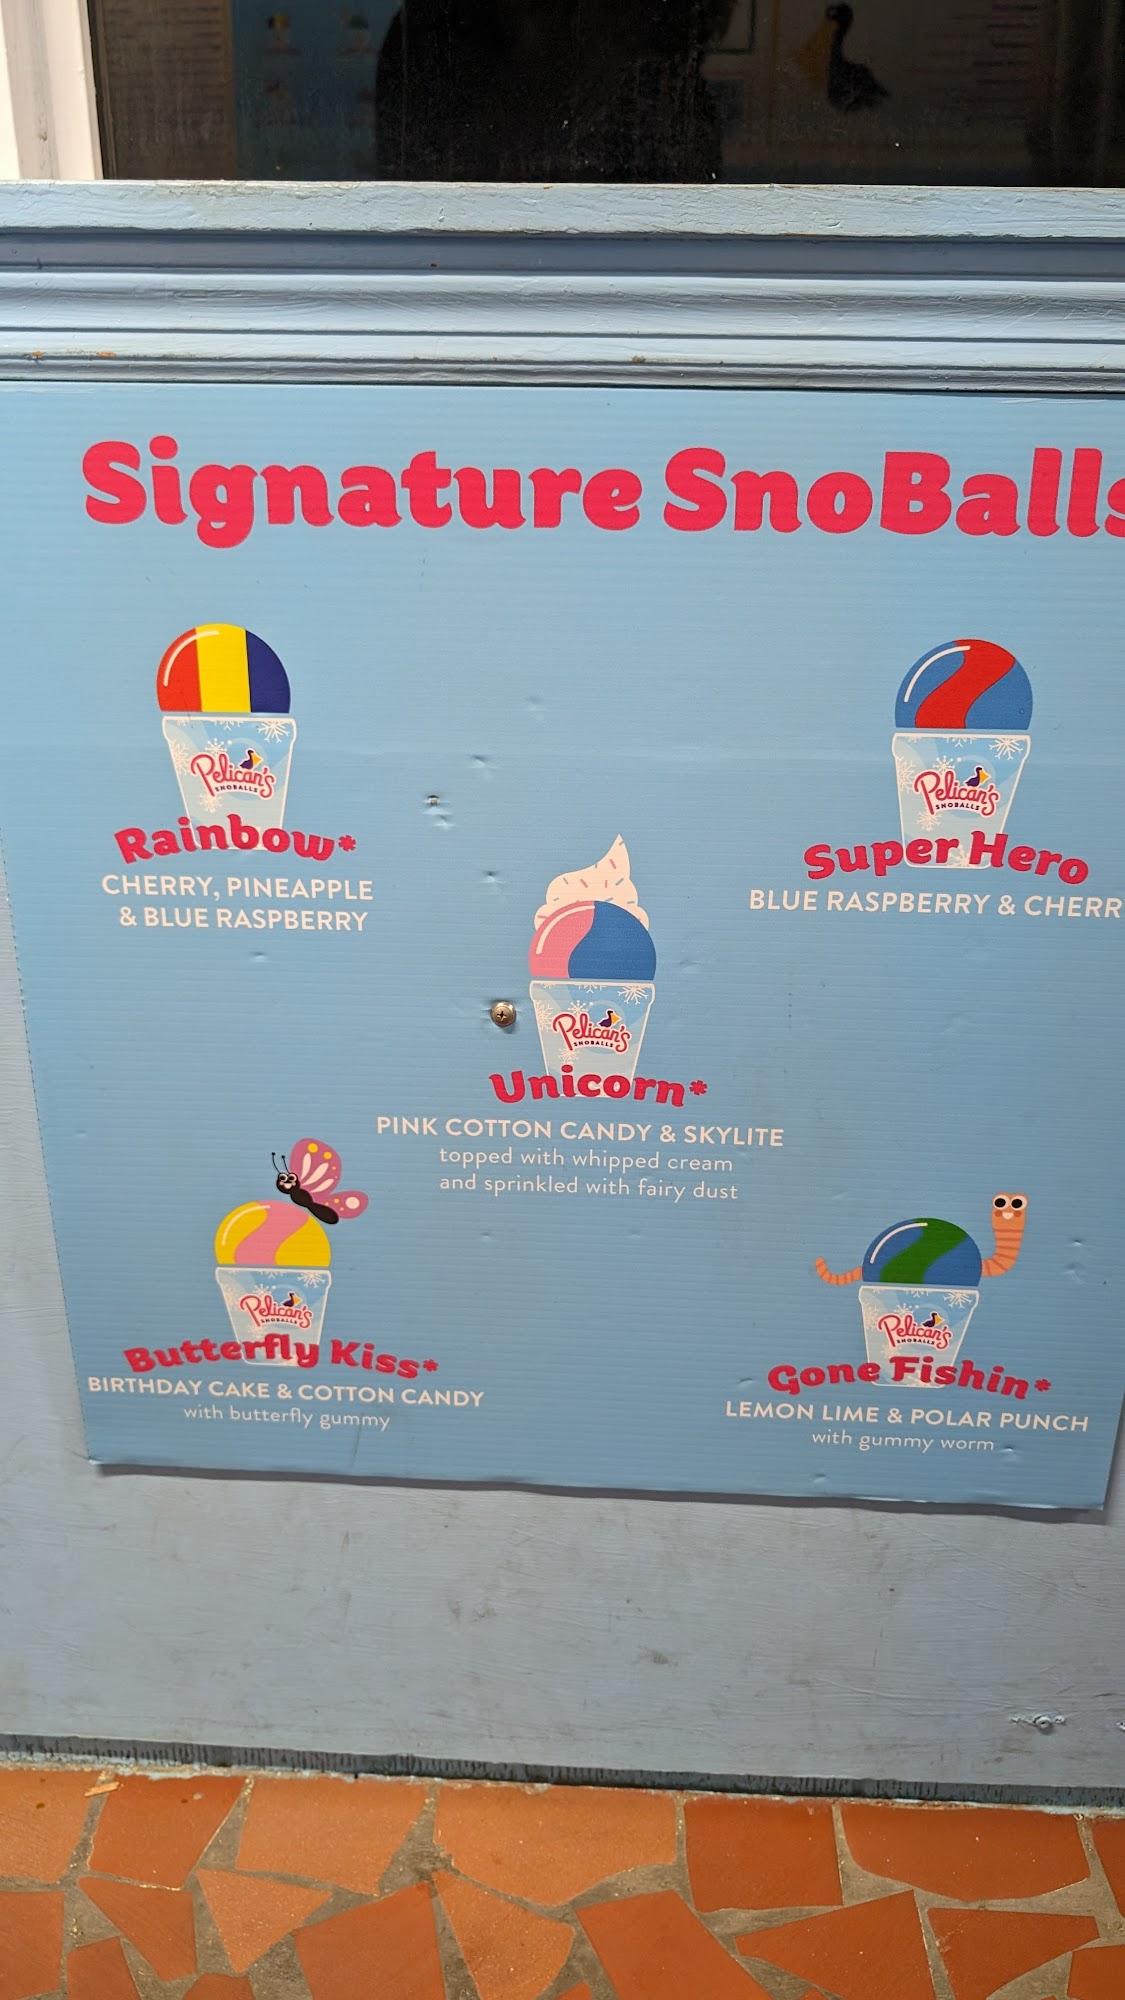 Signature SnoBalls
Pelican's
SNOBALLS
Rainbow*
CHERRY, PINEAPPLE
& BLUE RASPBERRY
Pelican's
SNOBALLS
Super Hero
BLUE RASPBERRY & CHERR
Pelican's
SNOBALLS
Unicorn*
PINK COTTON CANDY & SKYLITE
topped with whipped cream
and sprinkled with fairy dust
Pelican's
SNOBALLS
Butterfly Kiss*
BIRTHDAY CAKE & COTTON CANDY
with butterfly gummy
Pelican's
SNOBALLS
Gone Fishin*
LEMON LIME & POLAR PUNCH
with gummy worm